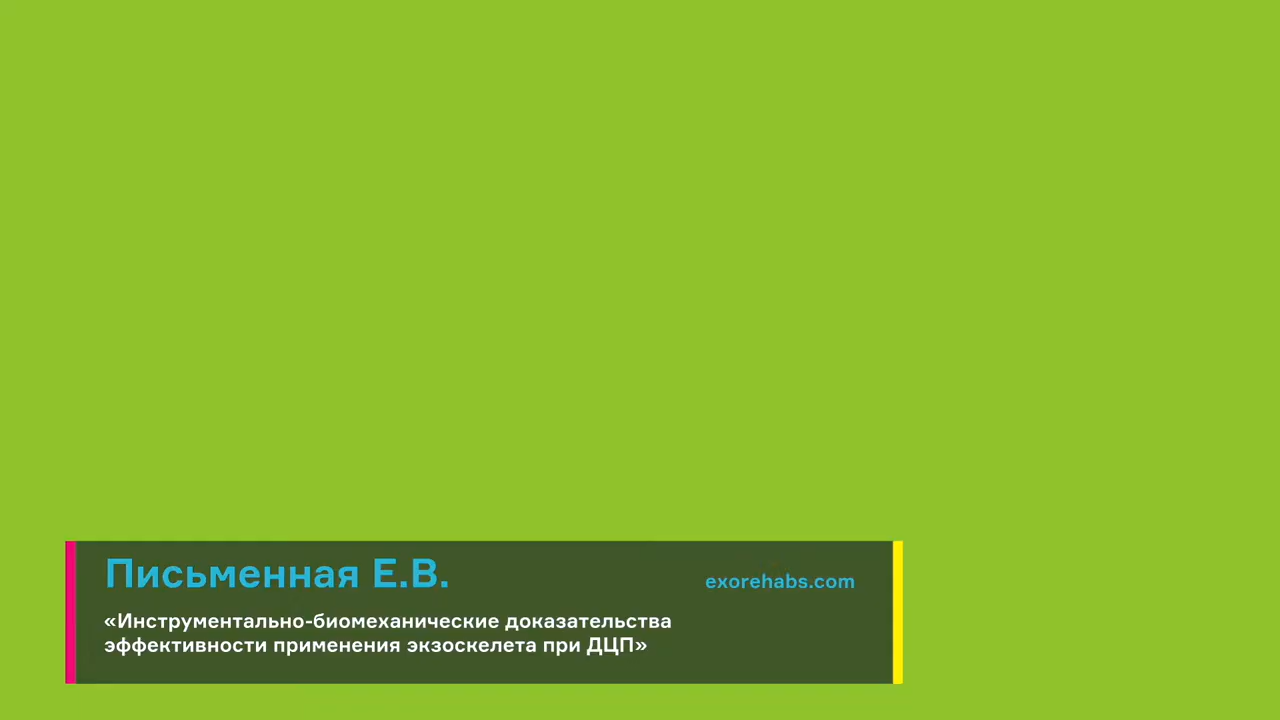 Письменная Е.В.
exorehabs.com
«Инструментально-биомеханические доказательства
эффективности применения экзоскелета при ДЦП»